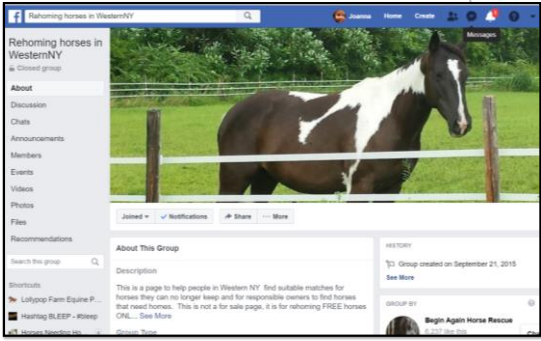 Rehoming horses in WesternNY
Joanna Home Create
Messages
Rehoming horses in
WesternNY
Closed group
About
Discussion
Chats
Announcements
Members
Events
Videos
Photos
Files
Recommendations
Search this group
Shortcuts
Lollypop Farm Equine P...
Hashtag BLEEP - #bleep
Horses Needing Ho...
Joined Notifications Share ... More
About This Group
Description
This is a page to help people in Western NY find suitable matches for
horses they can no longer keep and for responsible owners to find horses
that need homes. This is not a for sale page, it is for rehoming FREE horses
ONL... See More
Group Type
HISTORY
Group created on September 21, 2015
See More
GROUP BY
Begin Again Horse Rescue
6,237 like this